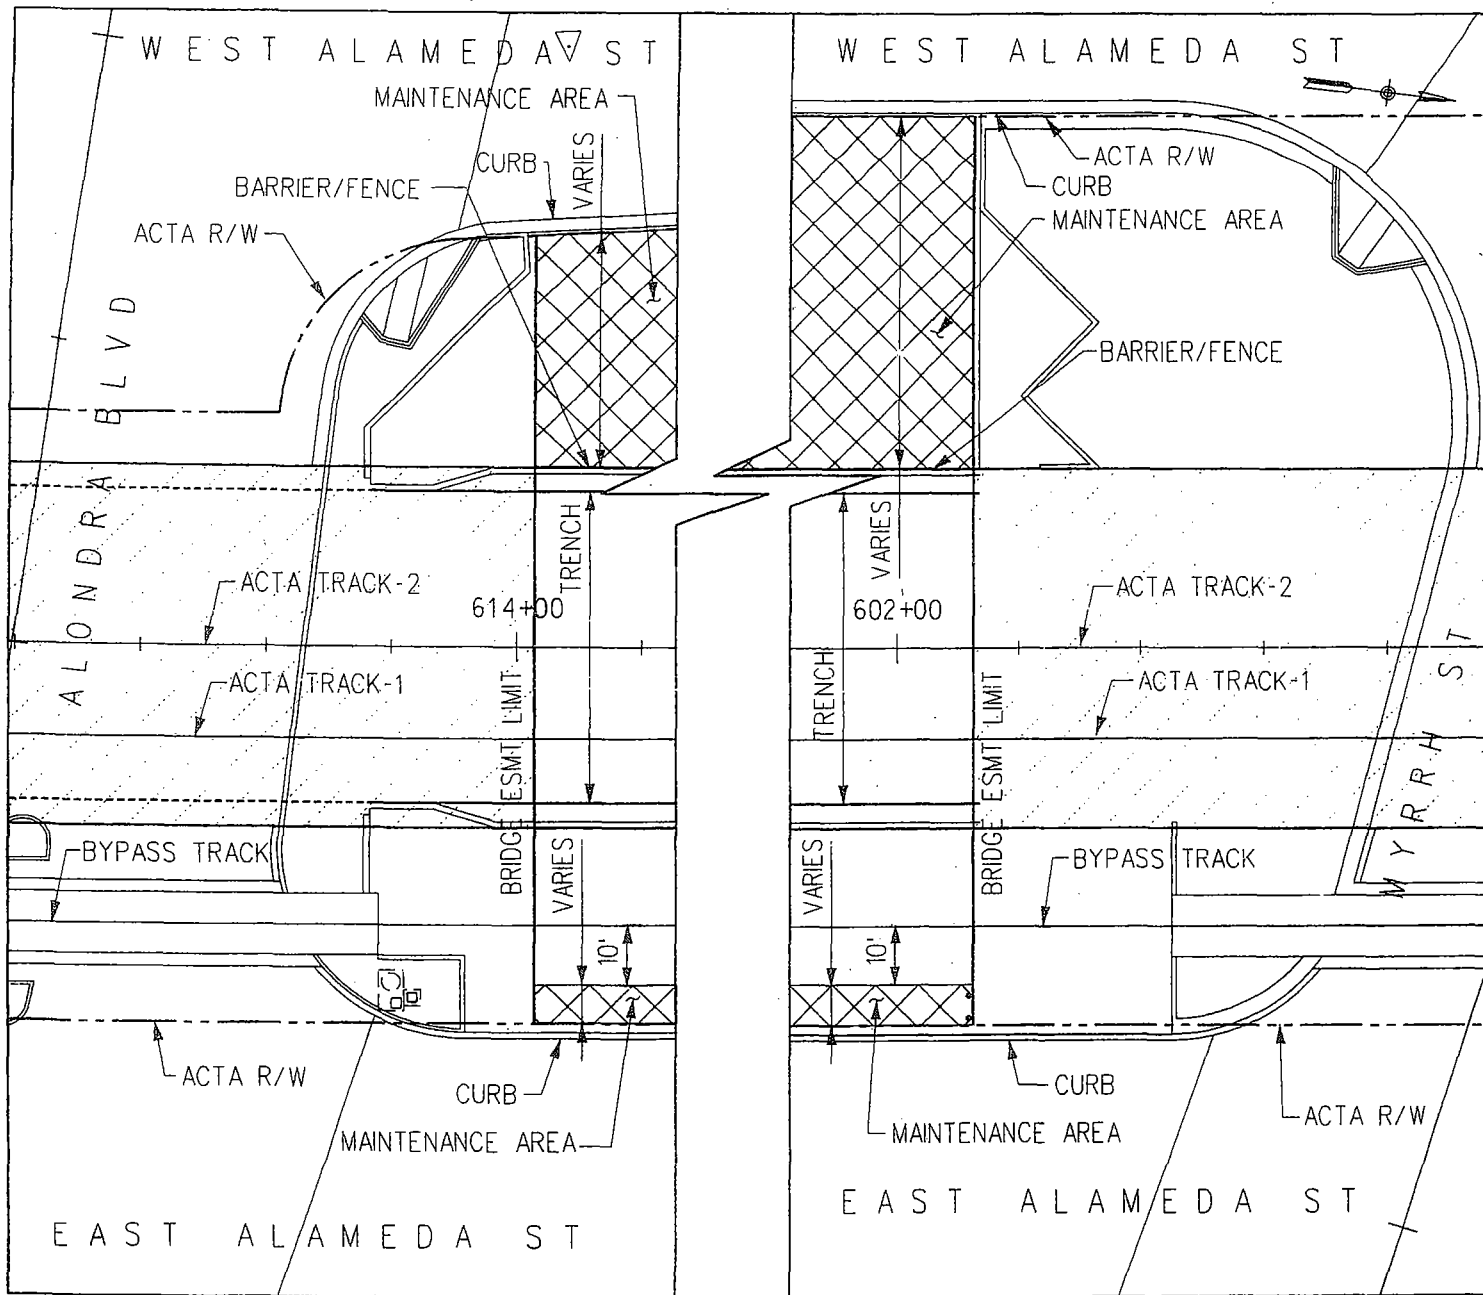 WEST ALAMEDA ST
MAINTENANCE AREA
CURB
VARIES
BARRIER/FENCE
ACTA R/W
ALONDRA BLVD
TRENCH
ACTA TRACK-2
614+00
ACTA TRACK-1
BRIDGE ESMT LIMIT
BYPASS TRACK
VARIES
10'
ACTA R/W
CURB
MAINTENANCE AREA
EAST ALAMEDA ST
WEST ALAMEDA ST
ACTA R/W
CURB
MAINTENANCE AREA
BARRIER/FENCE
VARIES
ACTA TRACK-2
602+00
TRENCH
ACTA TRACK-1
BRIDGE ESMT LIMIT
MYRRH ST
BYPASS TRACK
VARIES
10'
CURB
ACTA R/W
MAINTENANCE AREA
EAST ALAMEDA ST